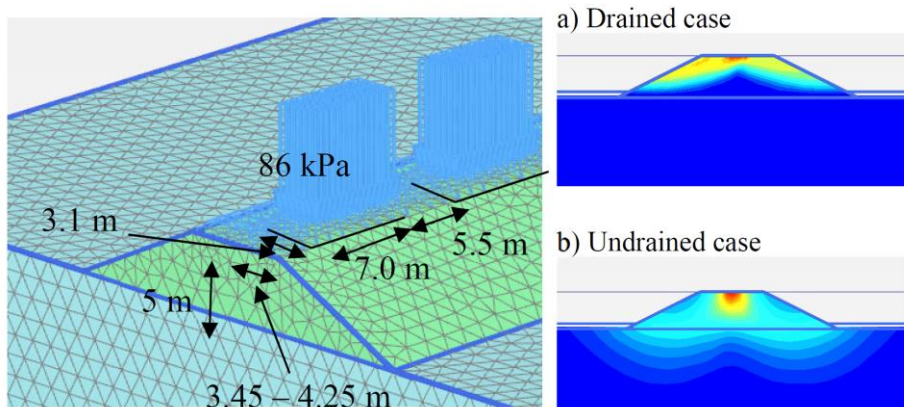 a) Drained case
86 kPa
3.1 m
5.5 m
7.0 m
5 m
3.45 – 4.25 m
b) Undrained case